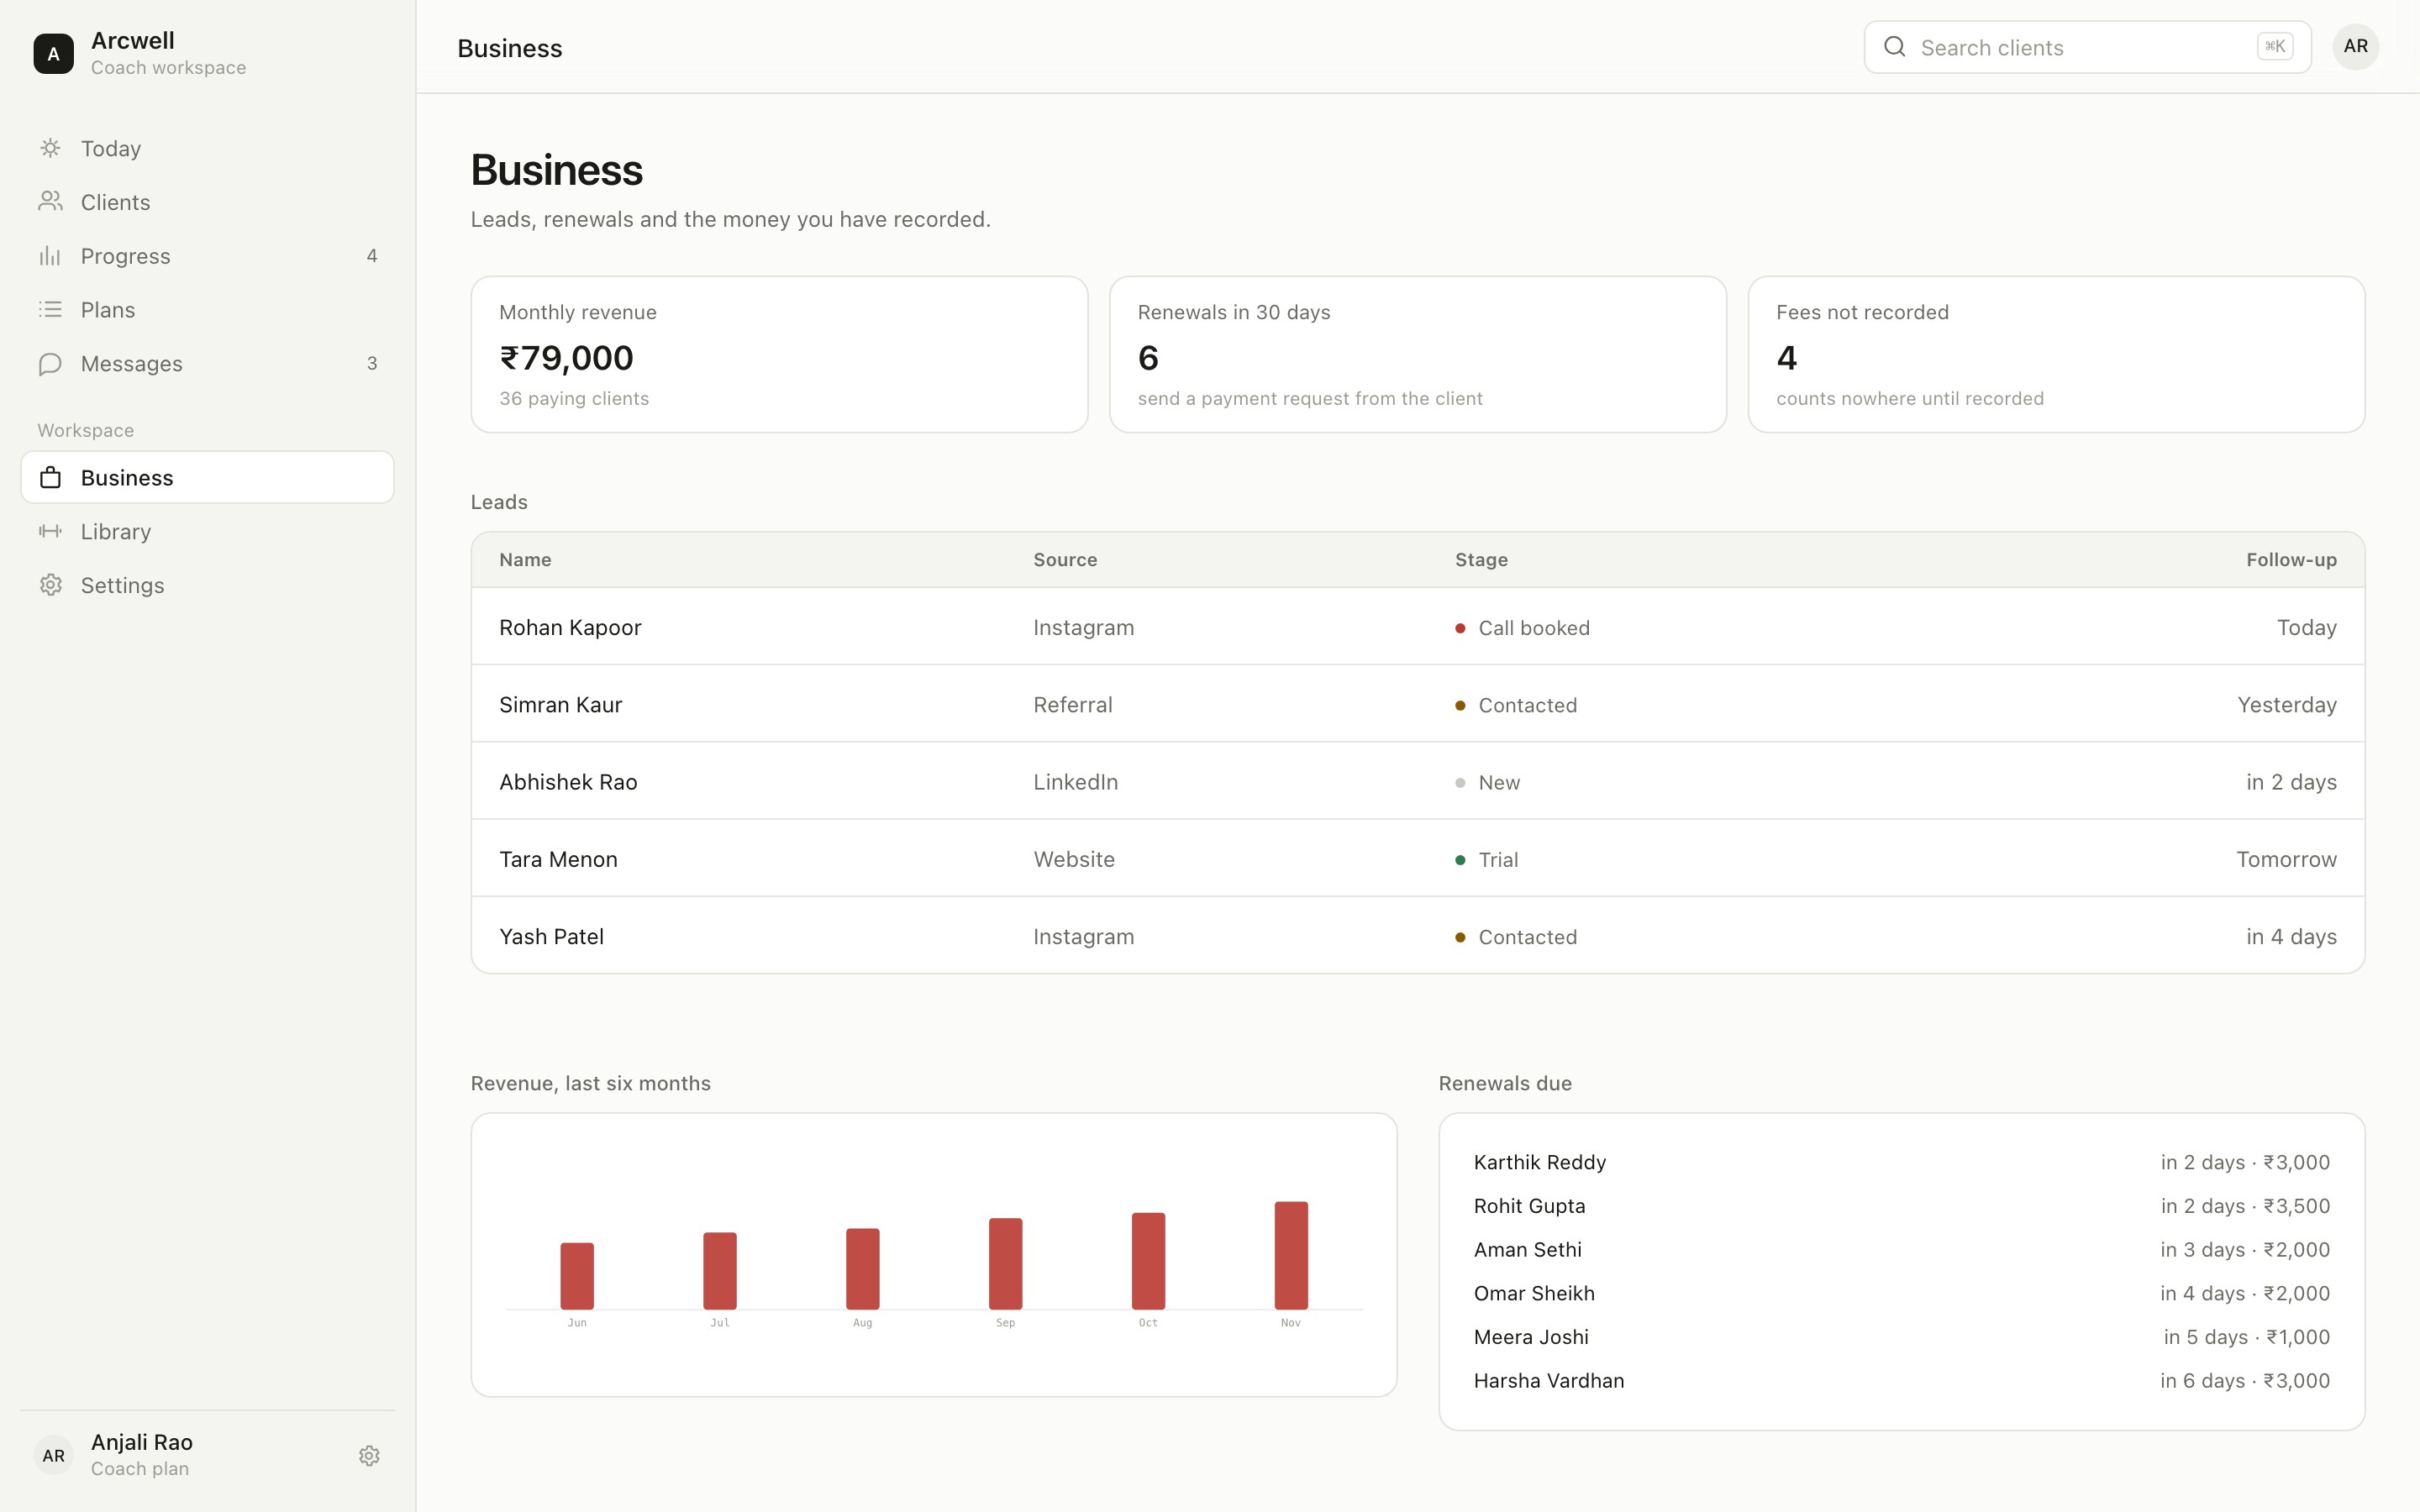 A
Arcwell
Coach workspace
Today
Clients
Progress 4
Plans
Messages 3
Workspace
Business
Library
Settings
AR
Anjali Rao
Coach plan
Business
Search clients ⌘K
AR
Business
Leads, renewals and the money you have recorded.
Monthly revenue
₹79,000
36 paying clients
Renewals in 30 days
6
send a payment request from the client
Fees not recorded
4
counts nowhere until recorded
Leads
Name Source Stage Follow-up
Rohan Kapoor Instagram Call booked Today
Simran Kaur Referral Contacted Yesterday
Abhishek Rao LinkedIn New in 2 days
Tara Menon Website Trial Tomorrow
Yash Patel Instagram Contacted in 4 days
Revenue, last six months
Jun Jul Aug Sep Oct Nov
Renewals due
Karthik Reddy in 2 days · ₹3,000
Rohit Gupta in 2 days · ₹3,500
Aman Sethi in 3 days · ₹2,000
Omar Sheikh in 4 days · ₹2,000
Meera Joshi in 5 days · ₹1,000
Harsha Vardhan in 6 days · ₹3,000